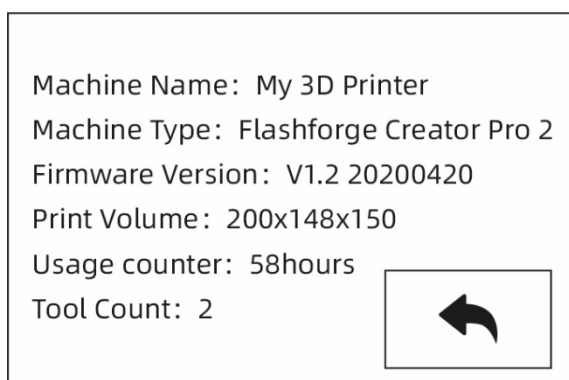 Machine Name: My 3D Printer
Machine Type: Flashforge Creator Pro 2
Firmware Version: V1.2 20200420
Print Volume: 200x148x150
Usage counter: 58hours
Tool Count: 2